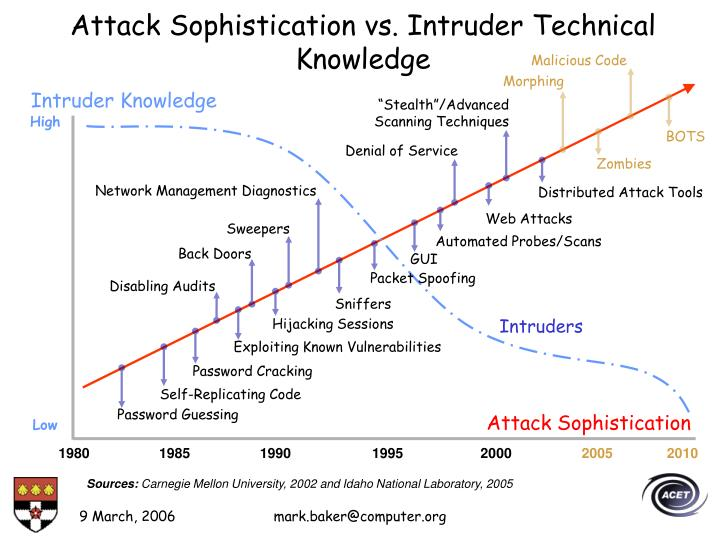 Attack Sophistication vs. Intruder Technical
Knowledge
Malicious Code
Morphing
Intruder Knowledge
High
“Stealth”/Advanced
Scanning Techniques
BOTS
Denial of Service
Zombies
Network Management Diagnostics
Distributed Attack Tools
Web Attacks
Sweepers
Automated Probes/Scans
Back Doors
GUI
Packet Spoofing
Disabling Audits
Sniffers
Hijacking Sessions
Intruders
Exploiting Known Vulnerabilities
Password Cracking
Self-Replicating Code
Password Guessing
Attack Sophistication
Low
1980 1985 1990 1995 2000 2005 2010
Sources: Carnegie Mellon University, 2002 and Idaho National Laboratory, 2005
ACET
9 March, 2006 mark.baker@computer.org